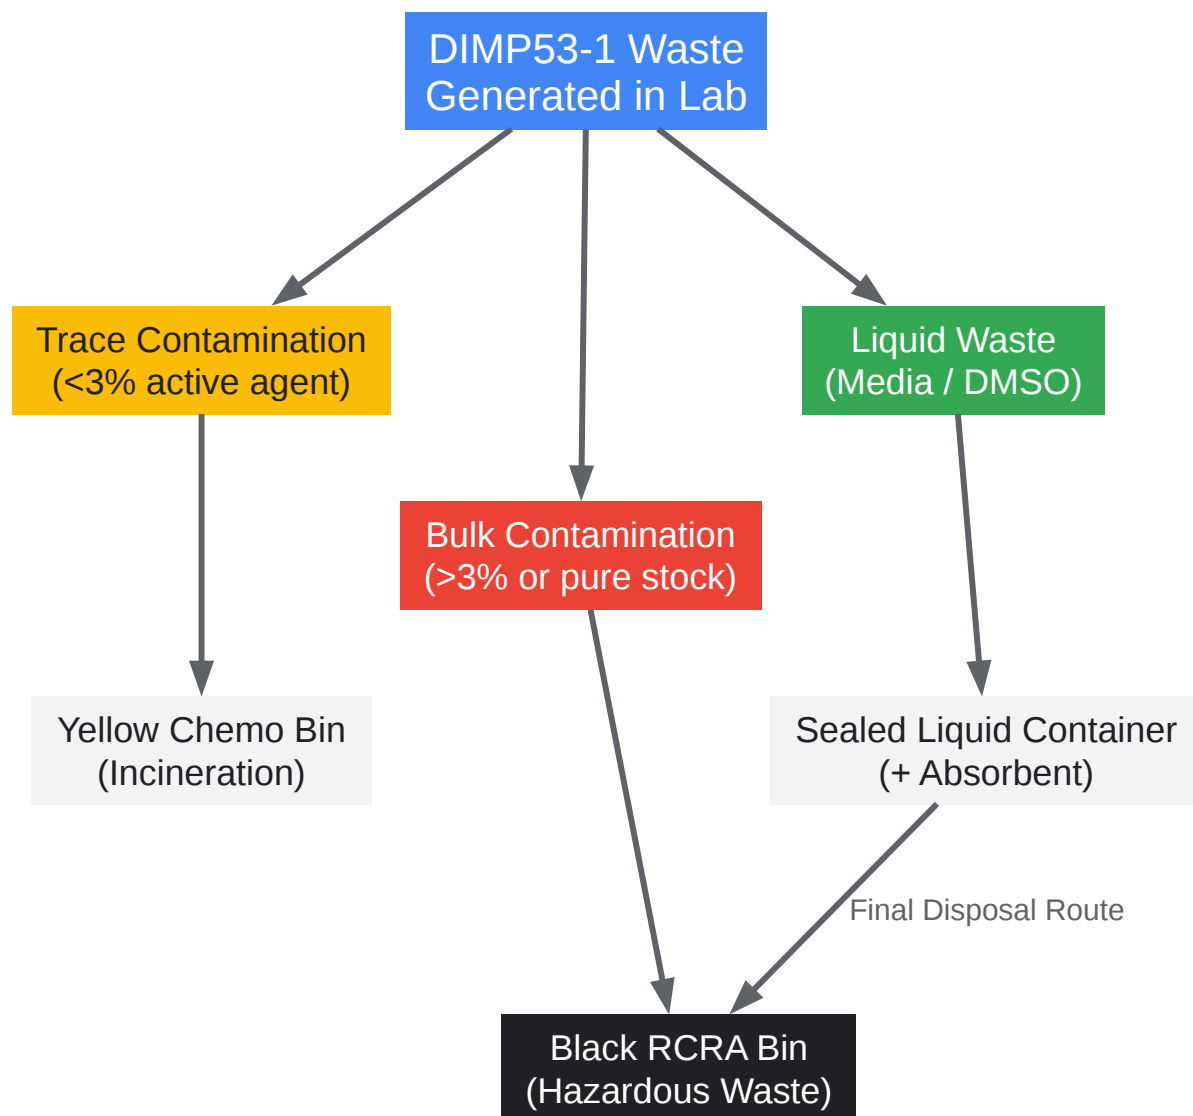 DIMP53-1 Waste
Generated in Lab
Trace Contamination
(<3% active agent)
Liquid Waste
(Media / DMSO)
Bulk Contamination
(>3% or pure stock)
Yellow Chemo Bin
(Incineration)
Sealed Liquid Container
(+ Absorbent)
Final Disposal Route
Black RCRA Bin
(Hazardous Waste)